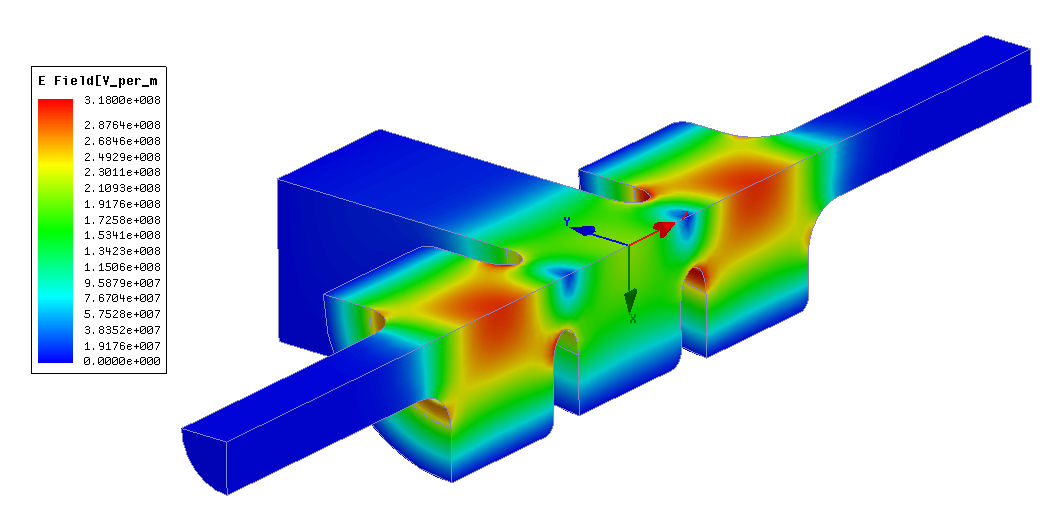 E Field[V_per_m
3.1800e+008
2.8764e+008
2.6846e+008
2.4929e+008
2.3011e+008
2.1093e+008
1.9176e+008
1.7258e+008
1.5341e+008
1.3423e+008
1.1506e+008
9.5879e+007
7.6704e+007
5.7528e+007
3.8352e+007
1.9176e+007
0.0000e+000
Y
X